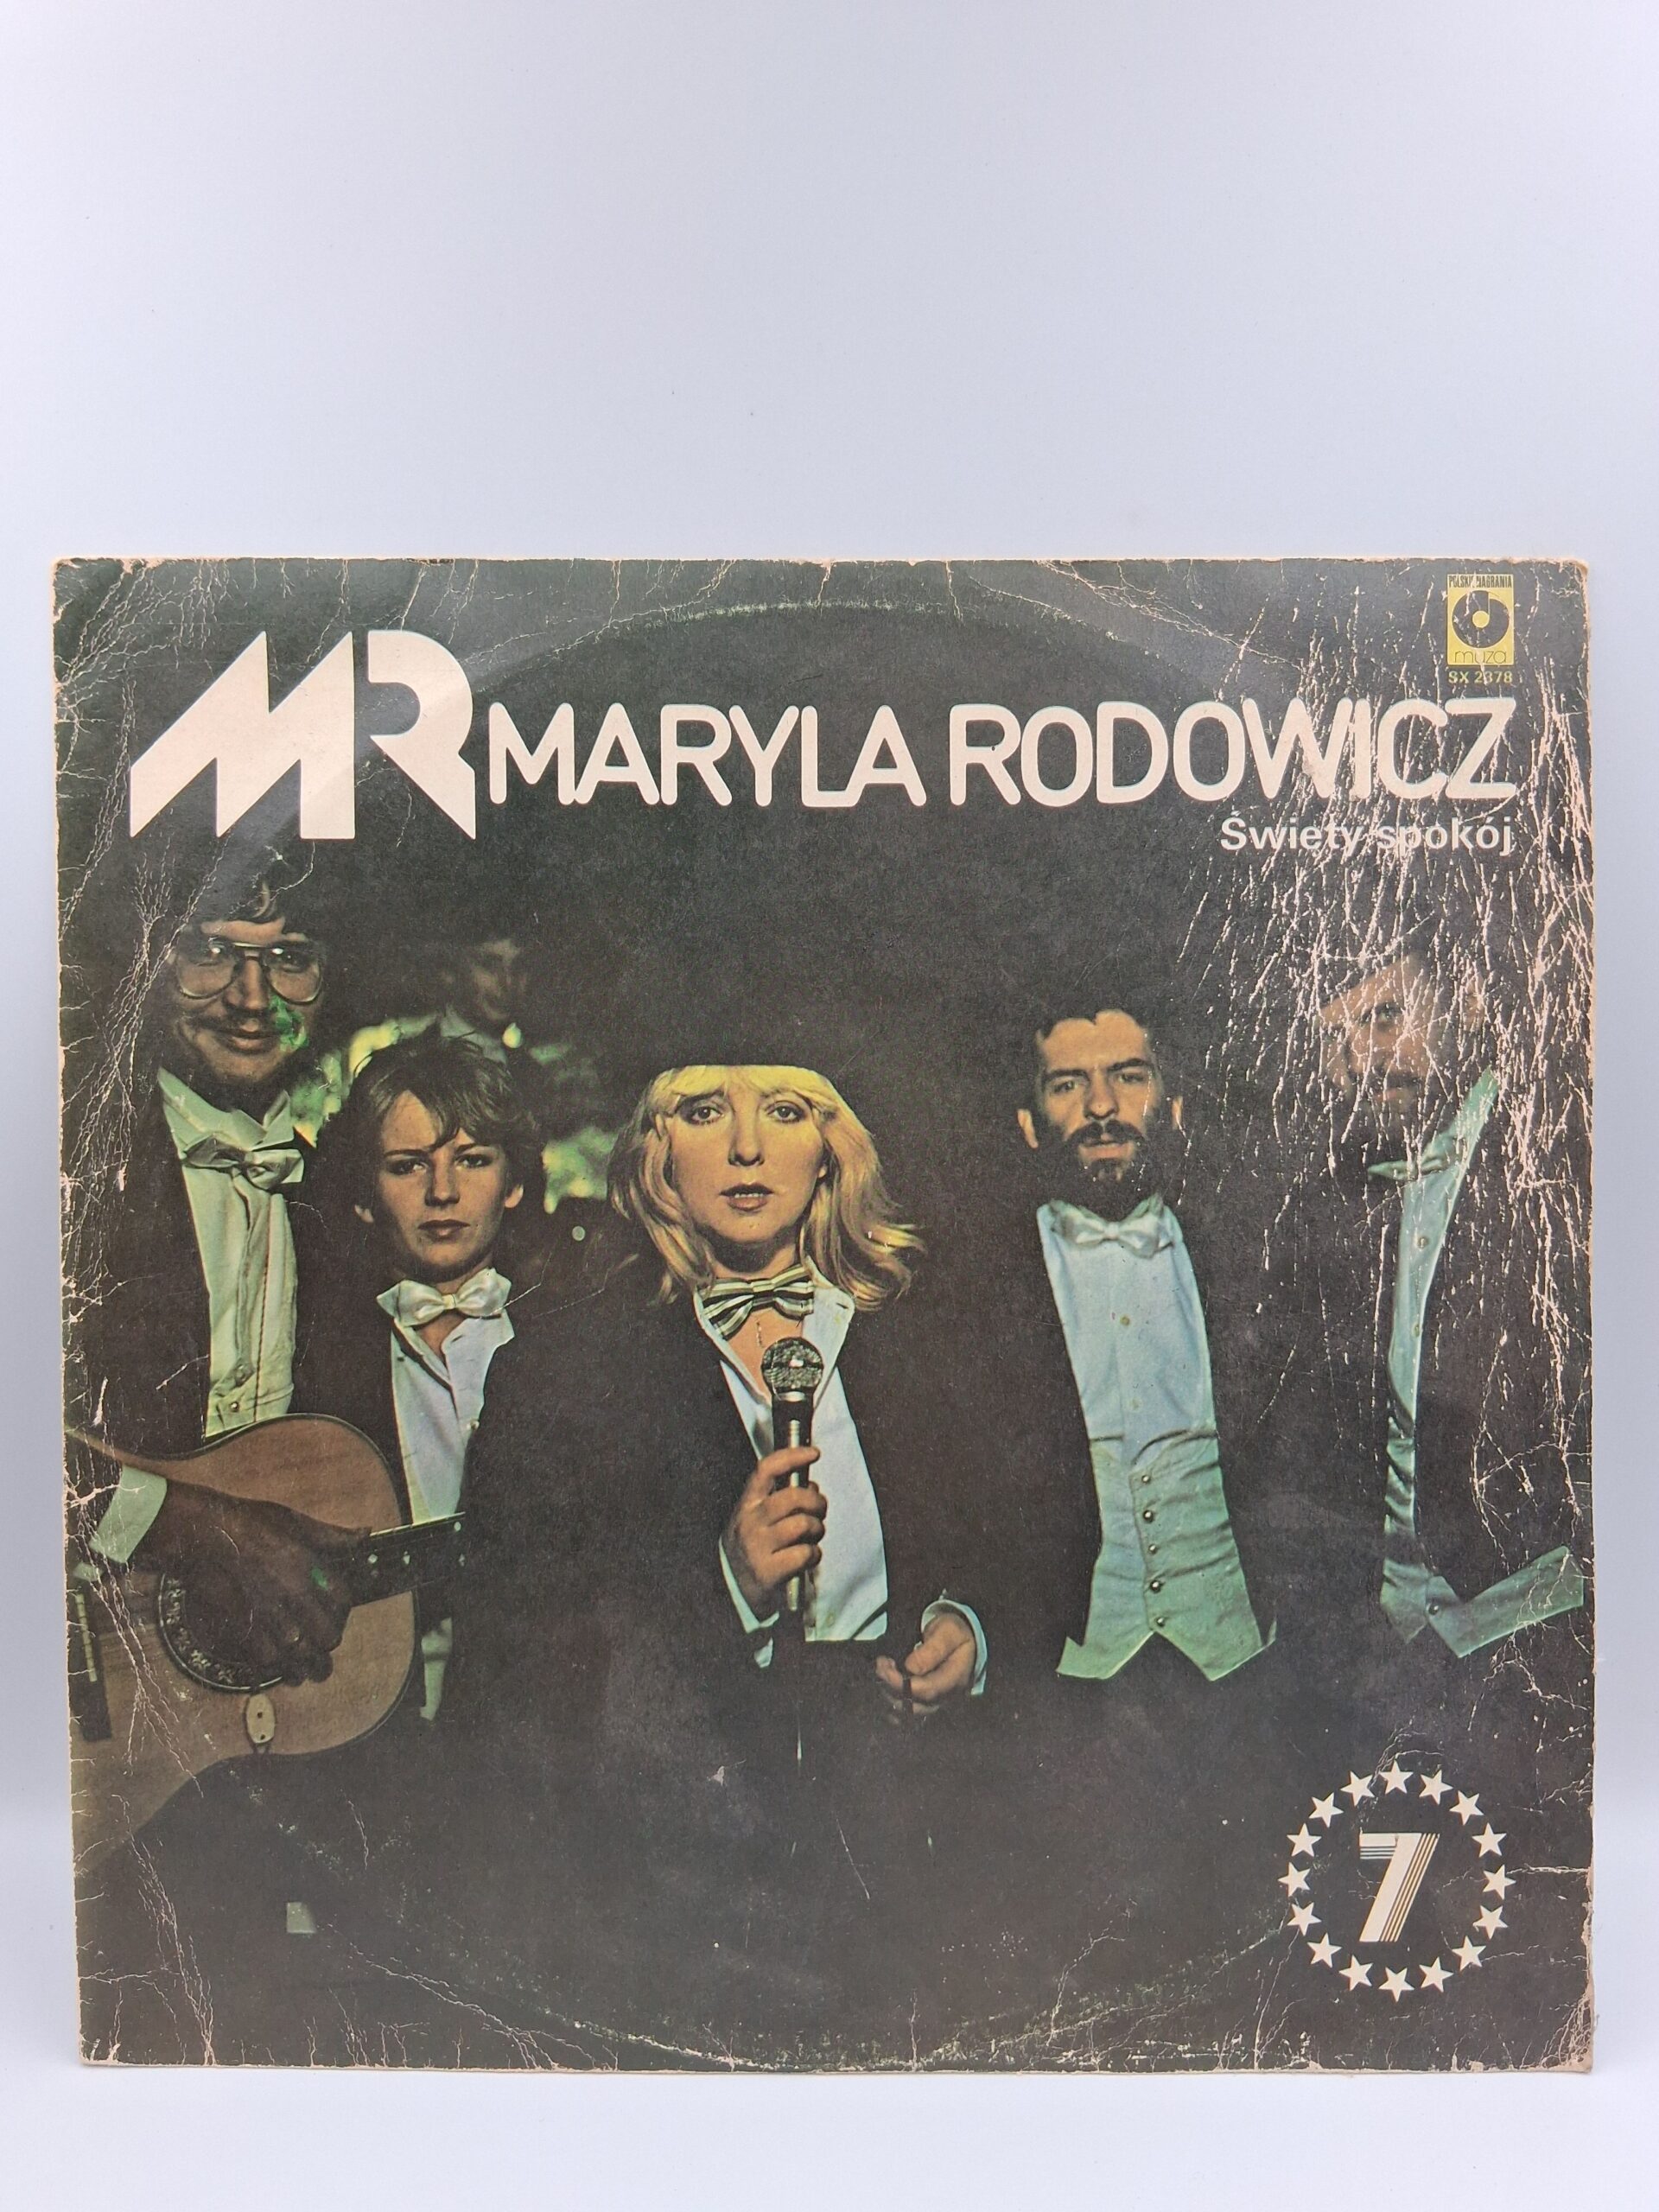 POLSKIE NAGRANIA
muza
SX 2378
MR MARYLA RODOWICZ
Święty spokój
7